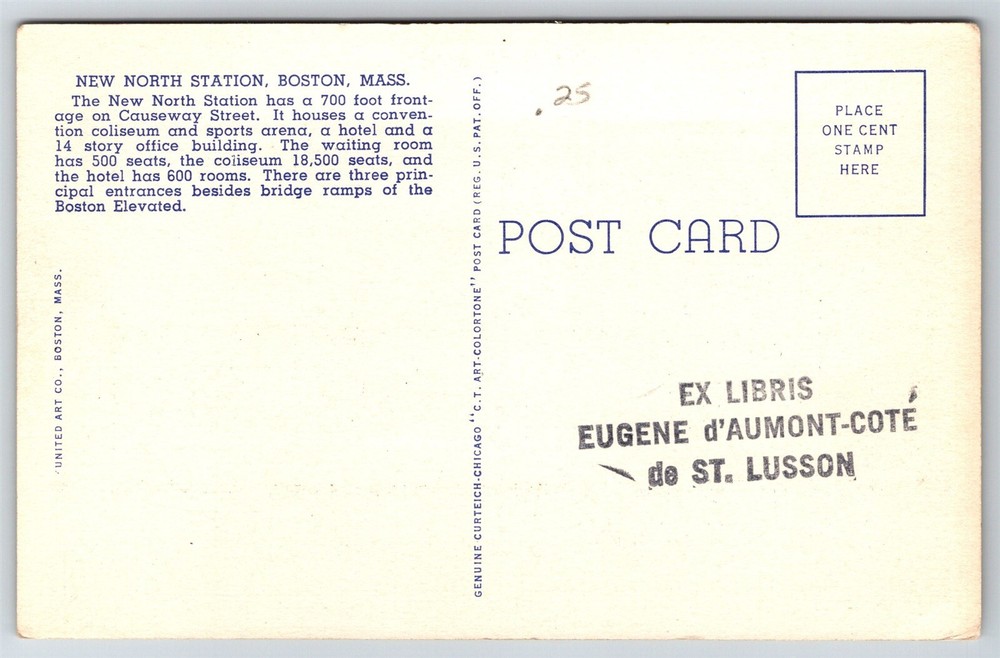 NEW NORTH STATION, BOSTON, MASS.
The New North Station has a 700 foot front-
age on Causeway Street. It houses a conven-
tion coliseum and sports arena, a hotel and a
14 story office building. The waiting room
has 500 seats, the coliseum 18,500 seats, and
the hotel has 600 rooms. There are three prin-
cipal entrances besides bridge ramps of the
Boston Elevated.
UNITED ART CO., BOSTON, MASS.
GENUINE CURTEICH-CHICAGO "C.T. ART-COLORTONE" POST CARD (REG. U.S. PAT. OFF.)
.25
PLACE
ONE CENT
STAMP
HERE
POST CARD
EX LIBRIS
EUGENE d'AUMONT-COTÉ
de ST. LUSSON